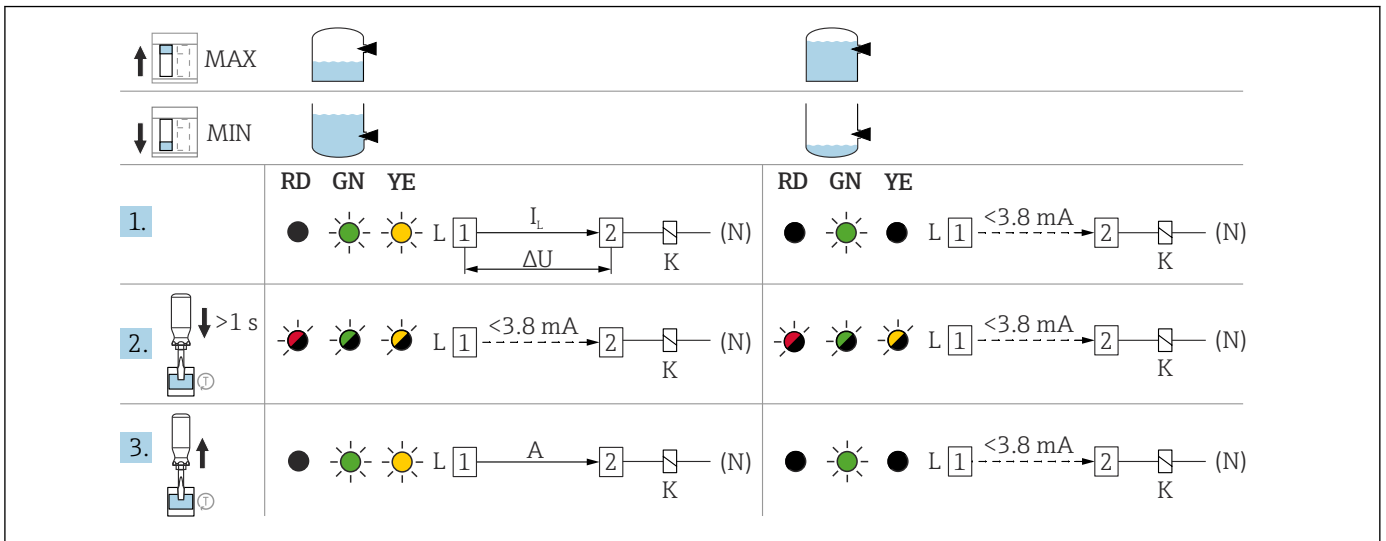 MAX
MIN
RD GN YE RD GN YE
1. L 1 I_L 2 (N) L 1 <3.8 mA 2 (N)
ΔU K K
2. >1 s L 1 <3.8 mA 2 (N) L 1 <3.8 mA 2 (N)
T K K
3. L 1 A 2 (N) L 1 <3.8 mA 2 (N)
T K K